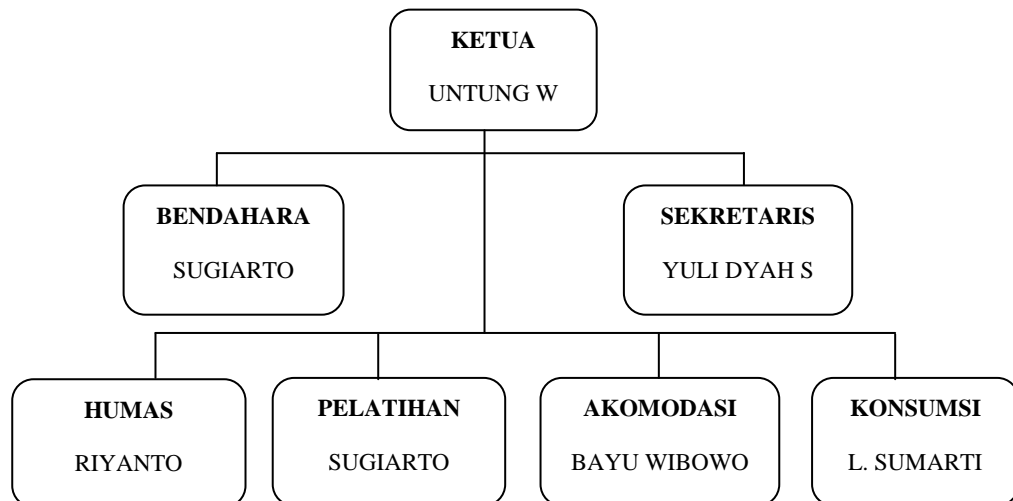 KETUA
UNTUNG W
BENDAHARA
SUGIARTO
SEKRETARIS
YULI DYAH S
HUMAS
RIYANTO
PELATIHAN
SUGIARTO
AKOMODASI
BAYU WIBOWO
KONSUMSI
L. SUMARTI